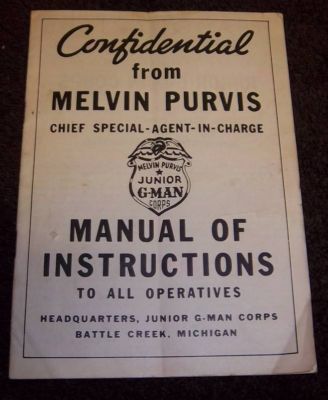 Confidential
from
MELVIN PURVIS
CHIEF SPECIAL-AGENT-IN-CHARGE
MELVIN PURVIS
JUNIOR
G-MAN
CORPS
MANUAL OF
INSTRUCTIONS
TO ALL OPERATIVES
HEADQUARTERS, JUNIOR G-MAN CORPS
BATTLE CREEK, MICHIGAN